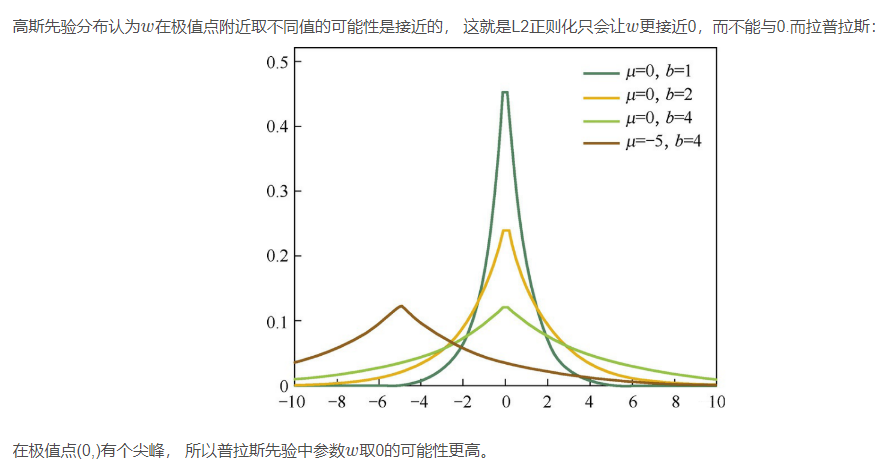 高斯先验分布认为w在极值点附近取不同值的可能性是接近的， 这就是L2正则化只会让w更接近0，而不能与0.而拉普拉斯：
0.5
μ=0, b=1
μ=0, b=2
0.4
μ=0, b=4
μ=−5, b=4
0.3
0.2
0.1
0
−10 −8 −6 −4 −2 0 2 4 6 8 10
在极值点(0,)有个尖峰， 所以普拉斯先验中参数w取0的可能性更高。